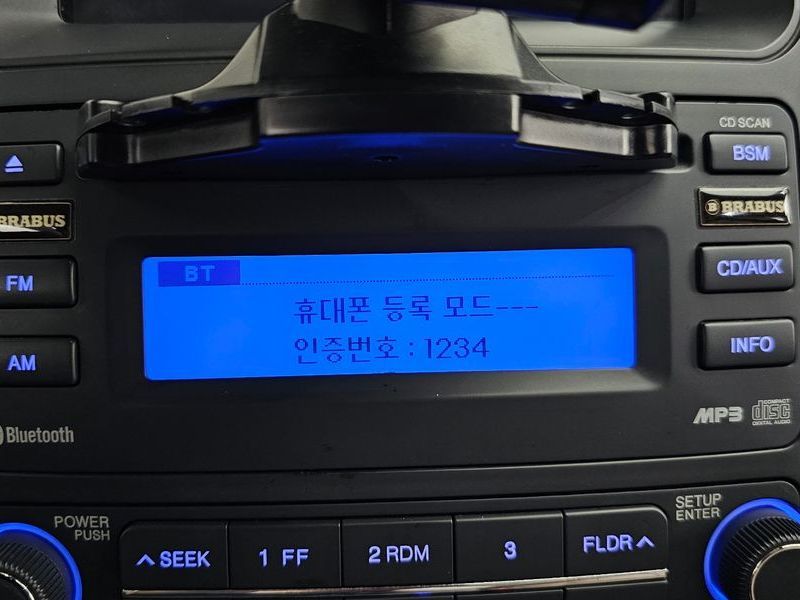 CD SCAN
BSM
BRABUS
B BRABUS
BT
FM
CD/AUX
휴대폰 등록 모드---
인증번호 : 1234
AM
INFO
Bluetooth
MP3
COMPACT
disc
DIGITAL AUDIO
POWER
PUSH
SETUP
ENTER
SEEK
1 FF
2 RDM
3
FLDR